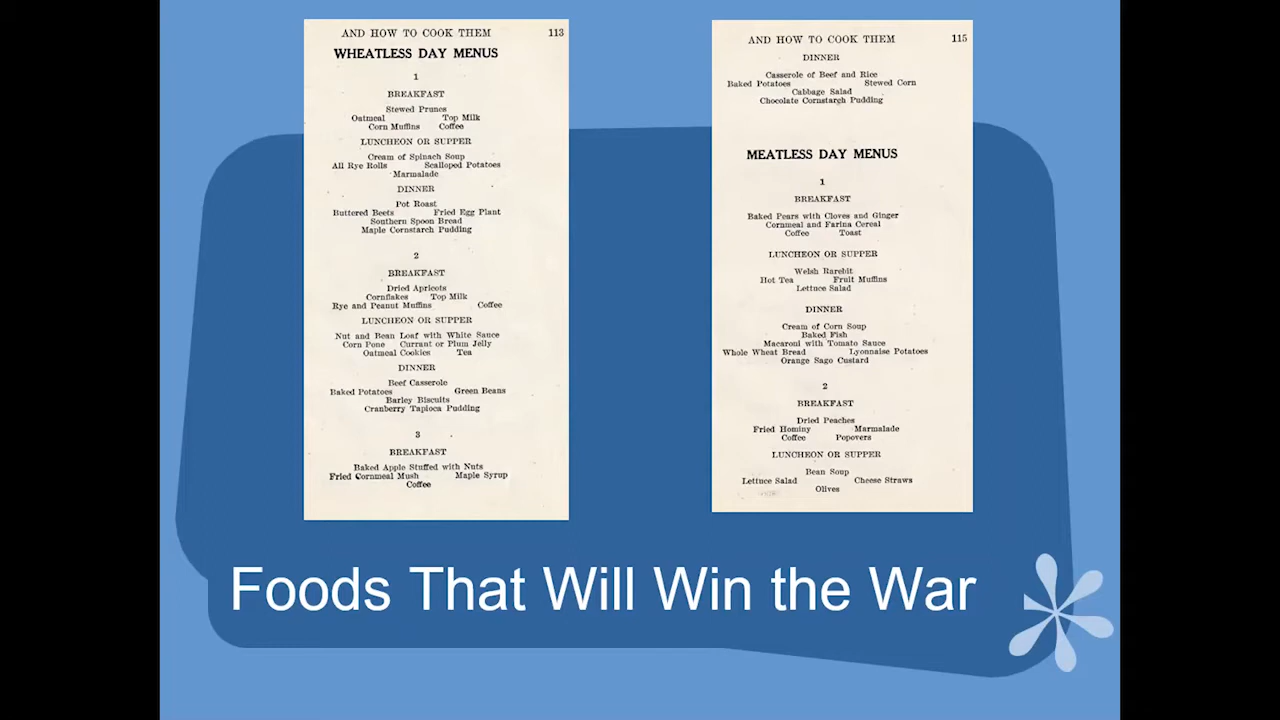 AND HOW TO COOK THEM 113
WHEATLESS DAY MENUS
1
BREAKFAST
Stewed Prunes
Oatmeal Top Milk
Corn Muffins Coffee
LUNCHEON OR SUPPER
Cream of Spinach Soup
All Rye Rolls Scalloped Potatoes
Marmalade
DINNER
Pot Roast
Buttered Beets Fried Egg Plant
Southern Spoon Bread
Maple Cornstarch Pudding
2
BREAKFAST
Dried Apricots
Cornflakes Top Milk
Rye and Peanut Muffins Coffee
LUNCHEON OR SUPPER
Nut and Bean Loaf with White Sauce
Corn Pone Currant or Plum Jelly
Oatmeal Cookies Tea
DINNER
Beef Casserole
Baked Potatoes Green Beans
Barley Biscuits
Cranberry Tapioca Pudding
3
BREAKFAST
Baked Apple Stuffed with Nuts
Fried Cornmeal Mush Maple Syrup
Coffee
AND HOW TO COOK THEM 115
DINNER
Casserole of Beef and Rice
Baked Potatoes Stewed Corn
Cabbage Salad
Chocolate Cornstarch Pudding
MEATLESS DAY MENUS
1
BREAKFAST
Baked Pears with Cloves and Ginger
Cornmeal and Farina Cereal
Coffee Toast
LUNCHEON OR SUPPER
Welsh Rarebit
Hot Tea Fruit Muffins
Lettuce Salad
DINNER
Cream of Corn Soup
Baked Fish
Macaroni with Tomato Sauce
Whole Wheat Bread Lyonnaise Potatoes
Orange Sago Custard
2
BREAKFAST
Dried Peaches
Fried Hominy Marmalade
Coffee Popovers
LUNCHEON OR SUPPER
Bean Soup
Lettuce Salad Cheese Straws
Olives
Foods That Will Win the War